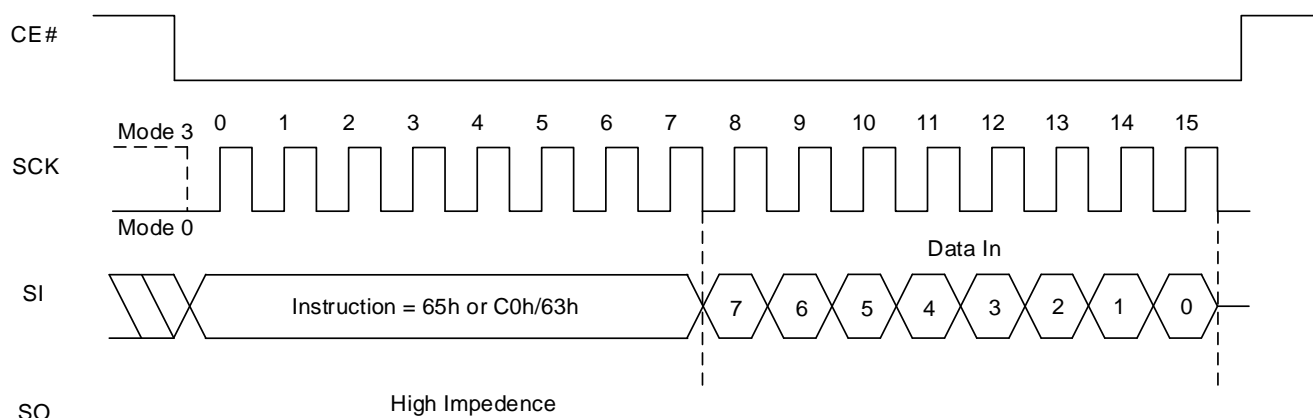 CE#
Mode 3
0 1 2 3 4 5 6 7 8 9 10 11 12 13 14 15
SCK
Mode 0
Data In
SI
Instruction = 65h or C0h/63h
7 6 5 4 3 2 1 0
High Impedence
SO